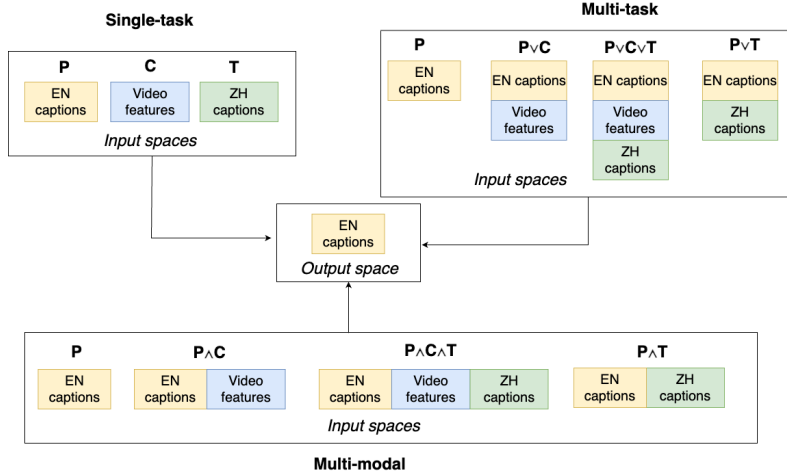 Single-task
P C T
EN captions
Video features
ZH captions
Input spaces
Multi-task
P P∨C P∨C∨T P∨T
EN captions
EN captions
Video features
EN captions
Video features
ZH captions
EN captions
ZH captions
Input spaces
EN captions
Output space
P P∧C P∧C∧T P∧T
EN captions
EN captions
Video features
EN captions
Video features
ZH captions
EN captions
ZH captions
Input spaces
Multi-modal